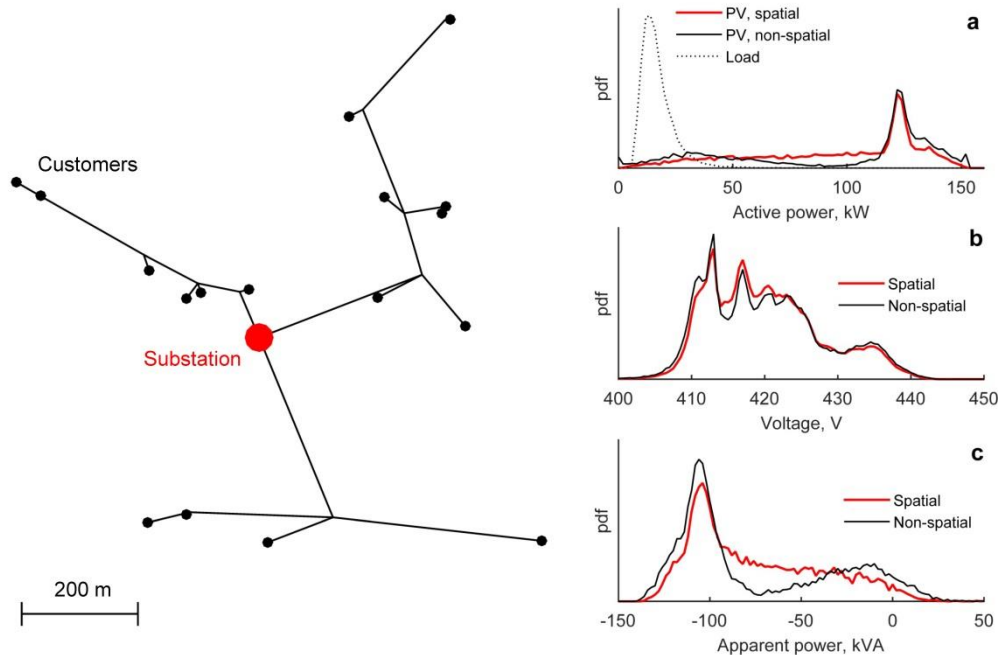 Customers
Substation
200 m
a
PV, spatial
PV, non-spatial
Load
pdf
0 50 100 150
Active power, kW
b
Spatial
Non-spatial
pdf
400 410 420 430 440 450
Voltage, V
c
Spatial
Non-spatial
pdf
-150 -100 -50 0 50
Apparent power, kVA